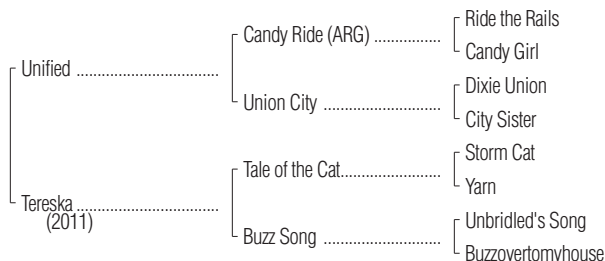 Ride the Rails
Candy Ride (ARG) ..................
Candy Girl
Unified ................................
Dixie Union
Union City ..........................
City Sister
Storm Cat
Tale of the Cat......................
Yarn
Tereska ................................
(2011)
Unbridled's Song
Buzz Song ..........................
Buzzovertomyhouse